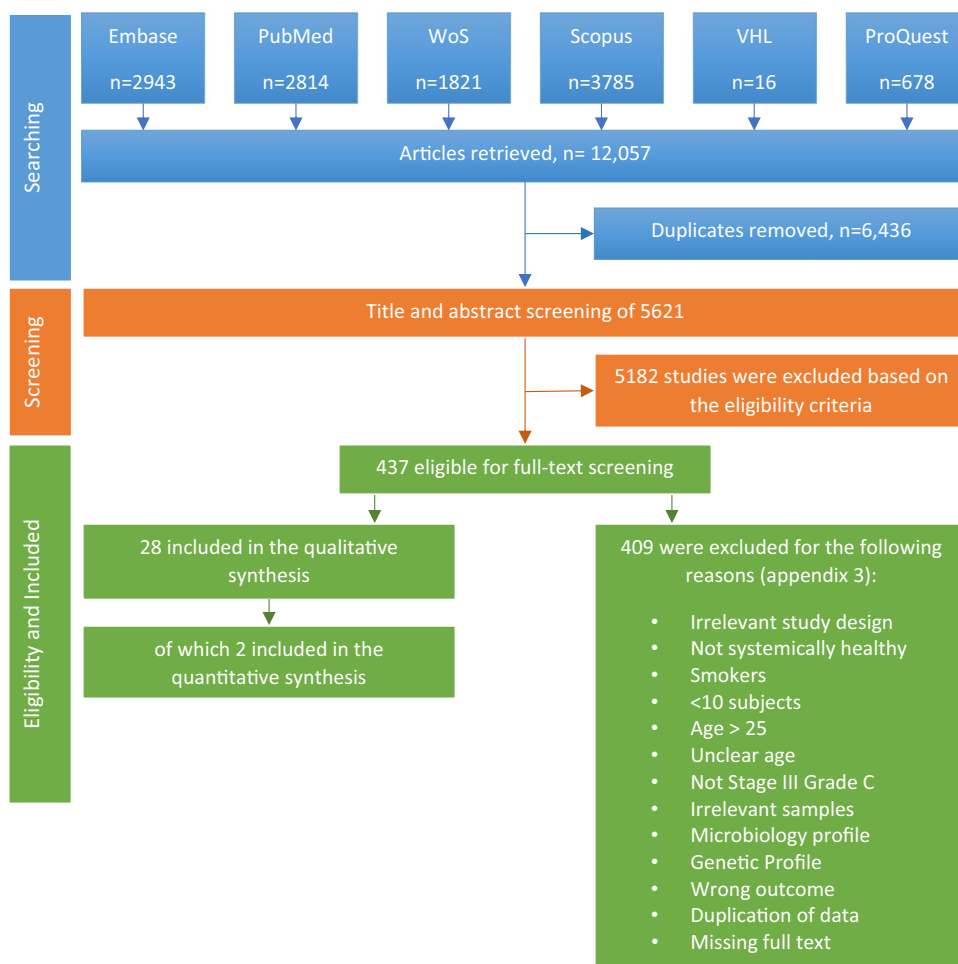 Searching
Embase
n=2943
PubMed
n=2814
WoS
n=1821
Scopus
n=3785
VHL
n=16
ProQuest
n=678
Articles retrieved, n= 12,057
Duplicates removed, n=6,436
Screening
Title and abstract screening of 5621
5182 studies were excluded based on
the eligibility criteria
Eligibility and Included
437 eligible for full-text screening
28 included in the qualitative
synthesis
of which 2 included in the
quantitative synthesis
409 were excluded for the following
reasons (appendix 3):
• Irrelevant study design
• Not systemically healthy
• Smokers
• <10 subjects
• Age > 25
• Unclear age
• Not Stage III Grade C
• Irrelevant samples
• Microbiology profile
• Genetic Profile
• Wrong outcome
• Duplication of data
• Missing full text